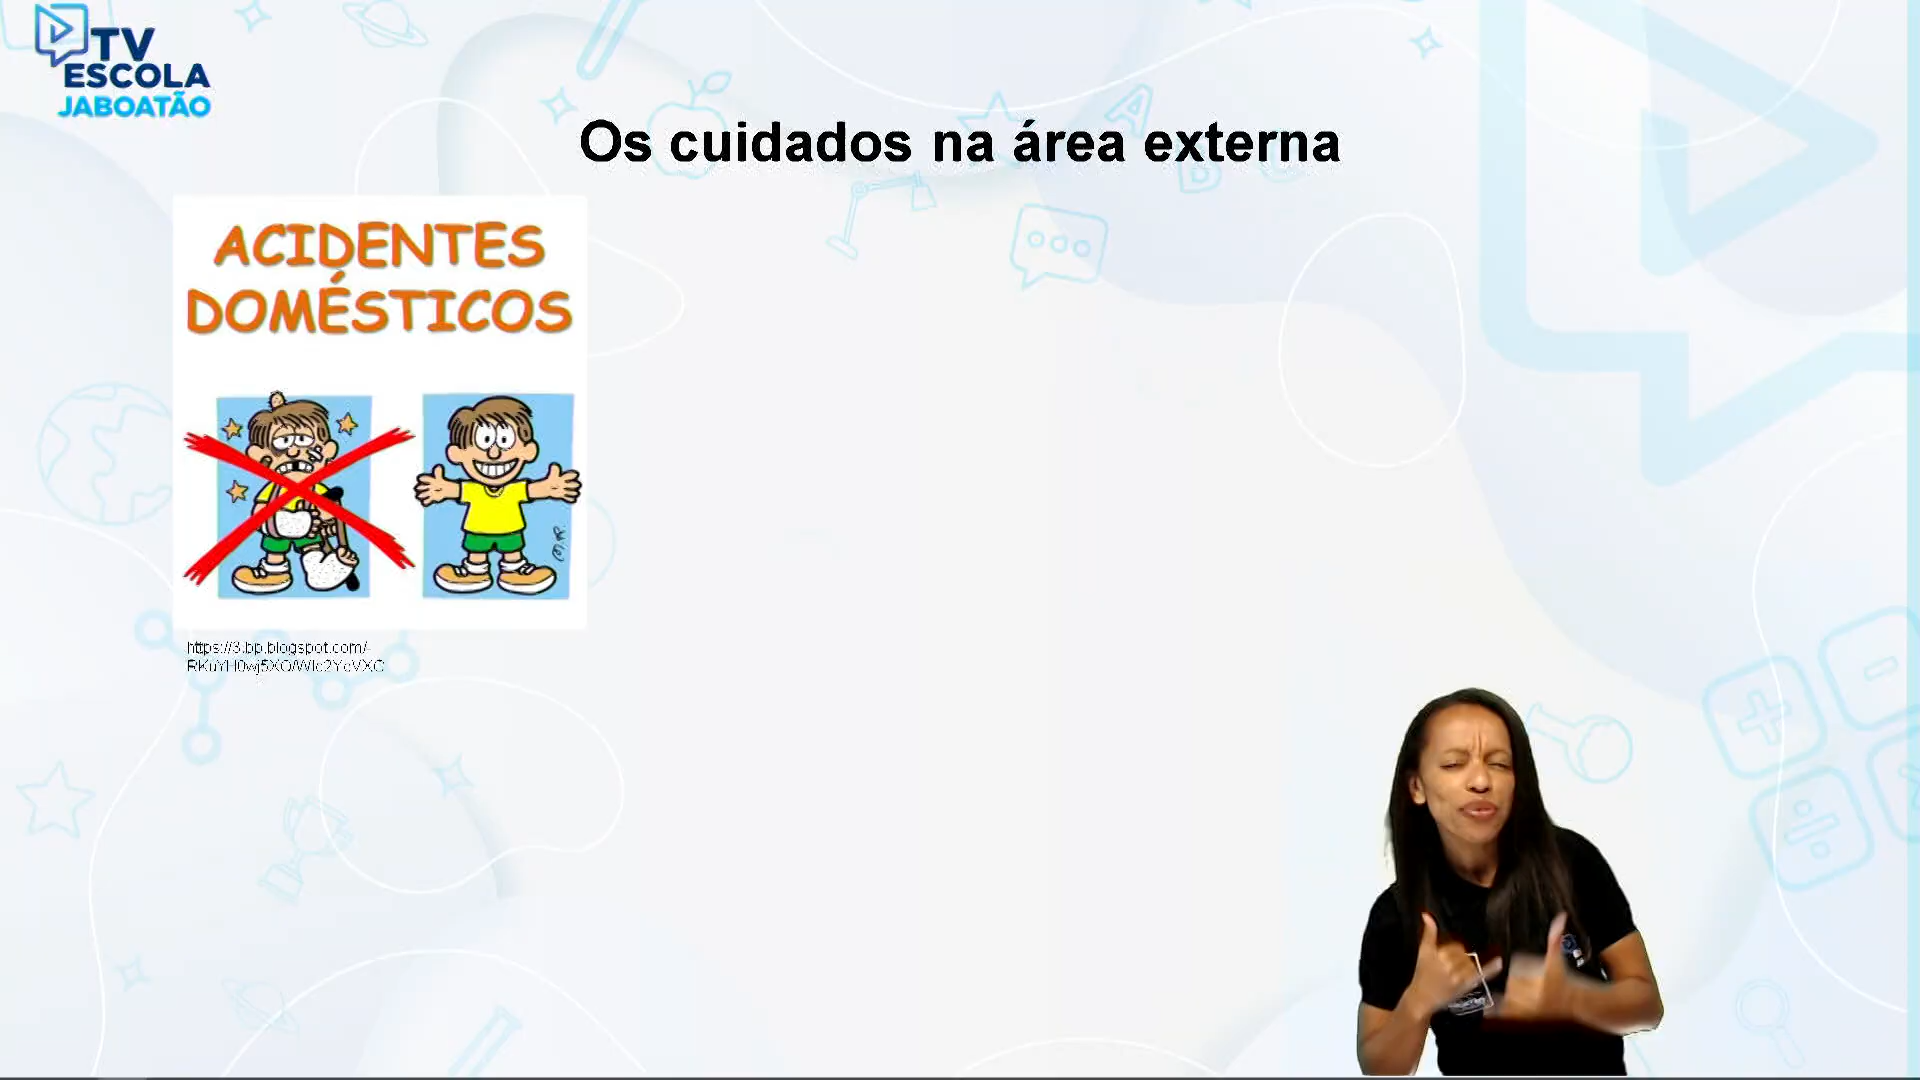 TV
ESCOLA
JABOATÃO
Os cuidados na área externa
ACIDENTES
DOMÉSTICOS
https://3.bp.blogspot.com/-